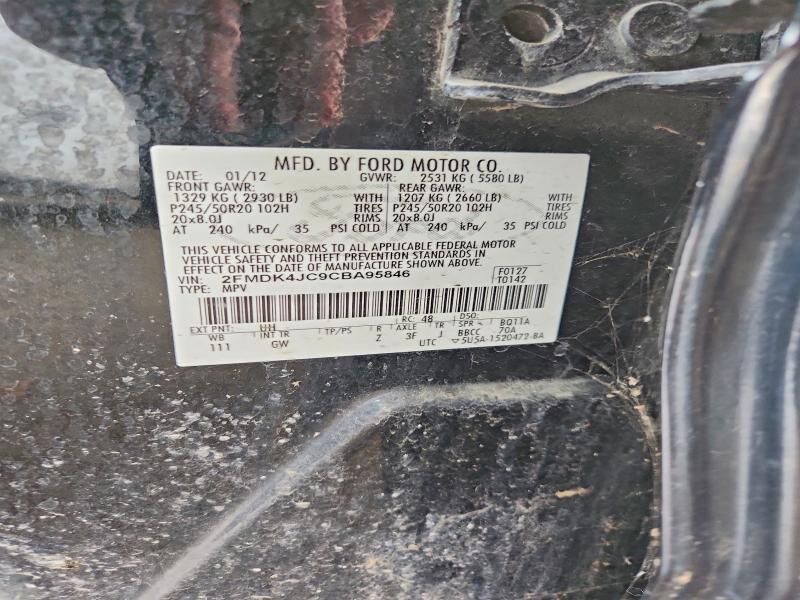 MFD. BY FORD MOTOR CO.
DATE: 01/12 GVWR: 2531 KG ( 5580 LB)
FRONT GAWR: REAR GAWR:
1329 KG ( 2930 LB) WITH 1207 KG ( 2660 LB) WITH
P245/50R20 102H TIRES P245/50R20 102H TIRES
20x8.0J RIMS 20x8.0J RIMS
AT 240 kPa/ 35 PSI COLD AT 240 kPa/ 35 PSI COLD
THIS VEHICLE CONFORMS TO ALL APPLICABLE FEDERAL MOTOR
VEHICLE SAFETY AND THEFT PREVENTION STANDARDS IN
EFFECT ON THE DATE OF MANUFACTURE SHOWN ABOVE.
VIN: 2FMDK4JC9CBA95846 F0127
TYPE: MPV T0142
EXT PNT: UH RC: 48 DSO:
WB INT TR TP/PS R AXLE TR SPR BQ11A
111 GW Z 3F J BBCC 70A
UTC ▽5U5A-1520472-BA